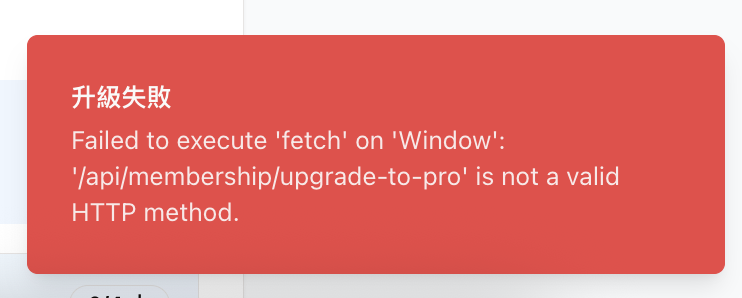 升級失敗
Failed to execute 'fetch' on 'Window':
'/api/membership/upgrade-to-pro' is not a valid
HTTP method.